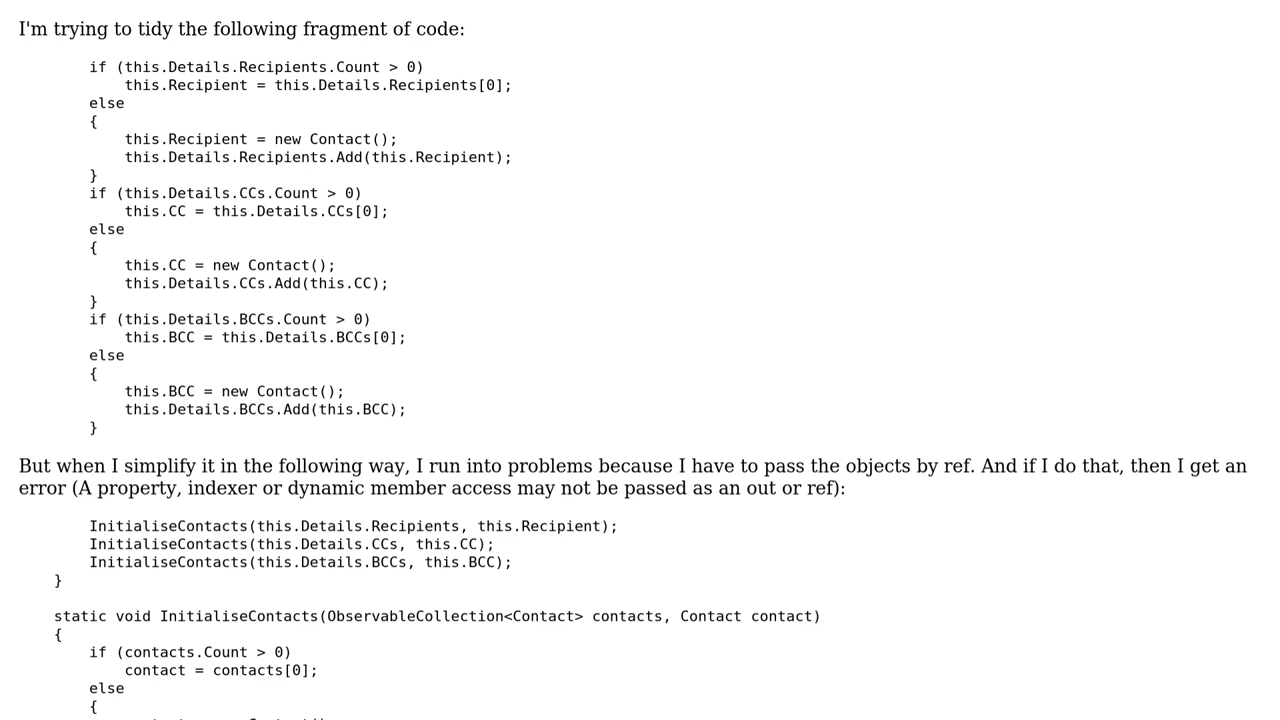 I'm trying to tidy the following fragment of code:
if (this.Details.Recipients.Count > 0)
this.Recipient = this.Details.Recipients[0];
else
{
this.Recipient = new Contact();
this.Details.Recipients.Add(this.Recipient);
}
if (this.Details.CCs.Count > 0)
this.CC = this.Details.CCs[0];
else
{
this.CC = new Contact();
this.Details.CCs.Add(this.CC);
}
if (this.Details.BCCs.Count > 0)
this.BCC = this.Details.BCCs[0];
else
{
this.BCC = new Contact();
this.Details.BCCs.Add(this.BCC);
}
But when I simplify it in the following way, I run into problems because I have to pass the objects by ref. And if I do that, then I get an
error (A property, indexer or dynamic member access may not be passed as an out or ref):
InitialiseContacts(this.Details.Recipients, this.Recipient);
InitialiseContacts(this.Details.CCs, this.CC);
InitialiseContacts(this.Details.BCCs, this.BCC);
}
static void InitialiseContacts(ObservableCollection<Contact> contacts, Contact contact)
{
if (contacts.Count > 0)
contact = contacts[0];
else
{